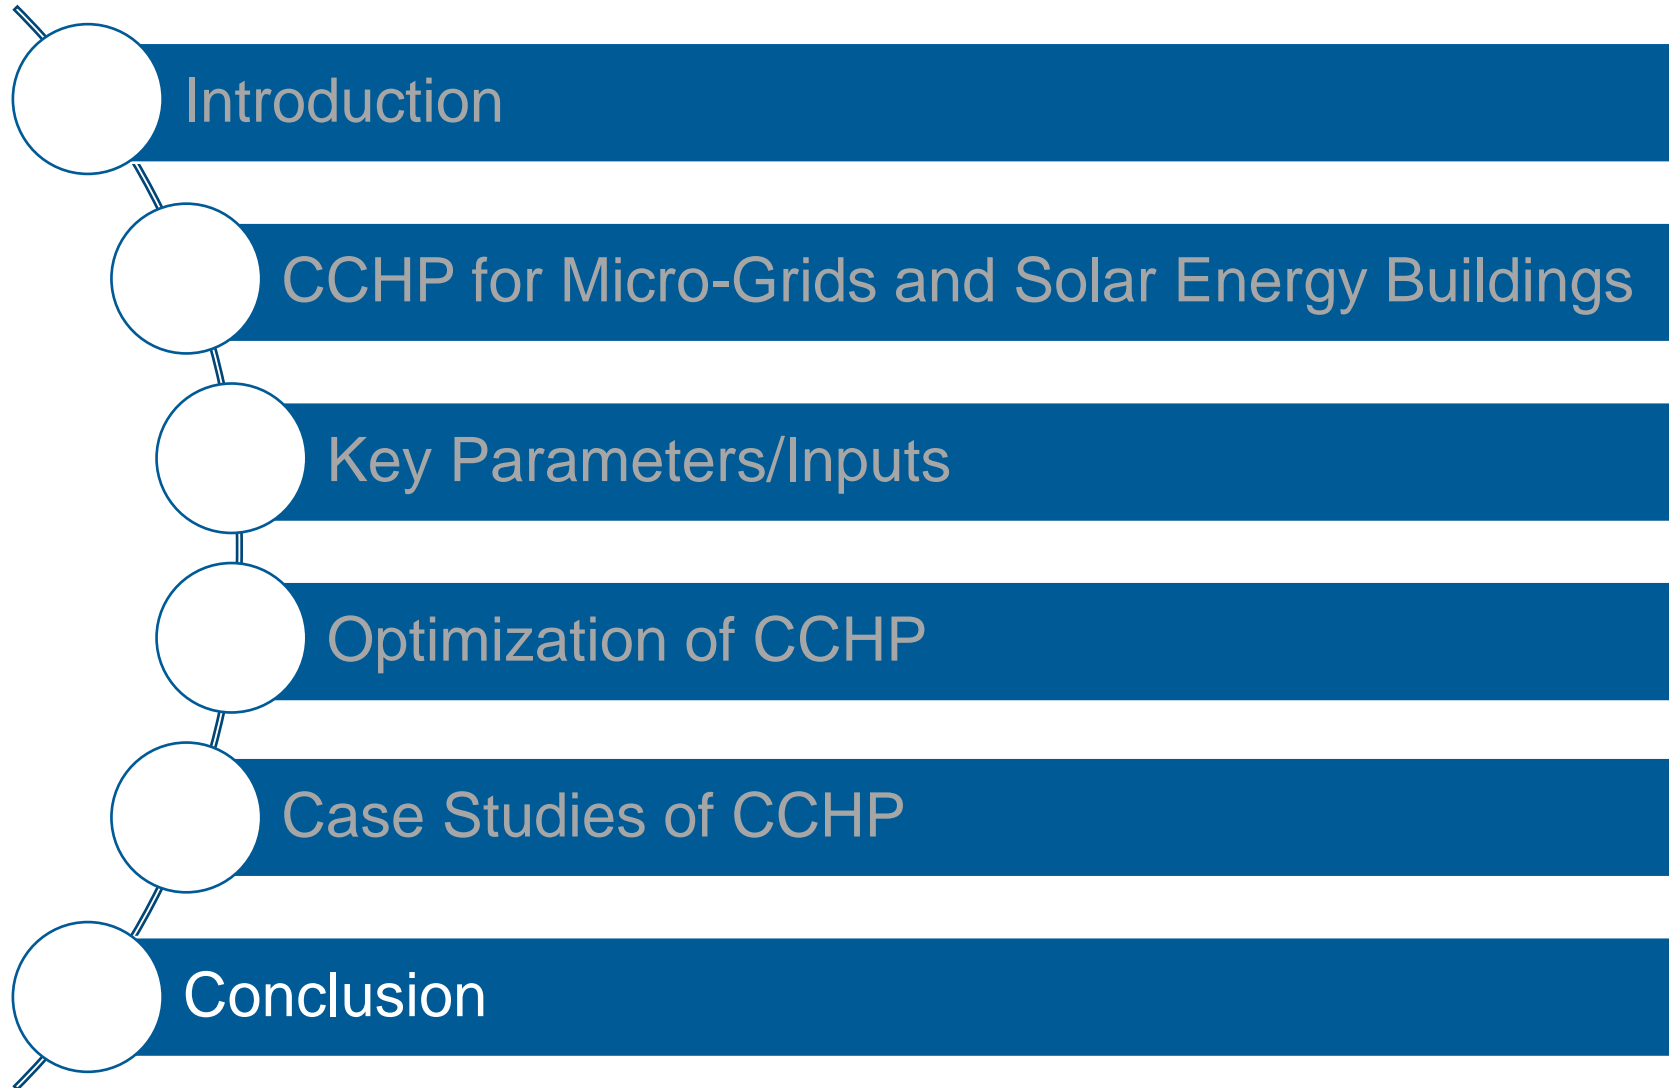 Introduction
CCHP for Micro-Grids and Solar Energy Buildings
Key Parameters/Inputs
Optimization of CCHP
Case Studies of CCHP
Conclusion